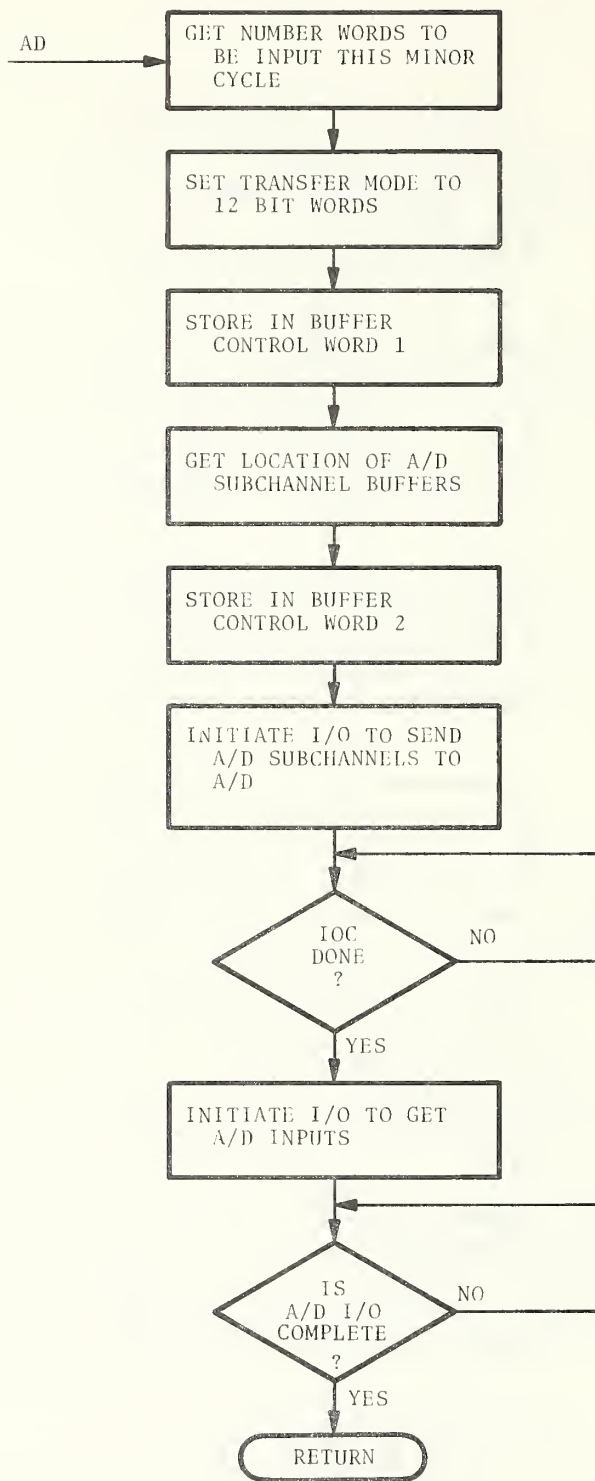 AD
GET NUMBER WORDS TO
BE INPUT THIS MINOR
CYCLE
SET TRANSFER MODE TO
12 BIT WORDS
STORE IN BUFFER
CONTROL WORD 1
GET LOCATION OF A/D
SUBCHANNEL BUFFERS
STORE IN BUFFER
CONTROL WORD 2
INITIATE I/O TO SEND
A/D SUBCHANNELS TO
A/D
IOC
DONE
?
NO
YES
INITIATE I/O TO GET
A/D INPUTS
IS
A/D I/O
COMPLETE
?
NO
YES
RETURN